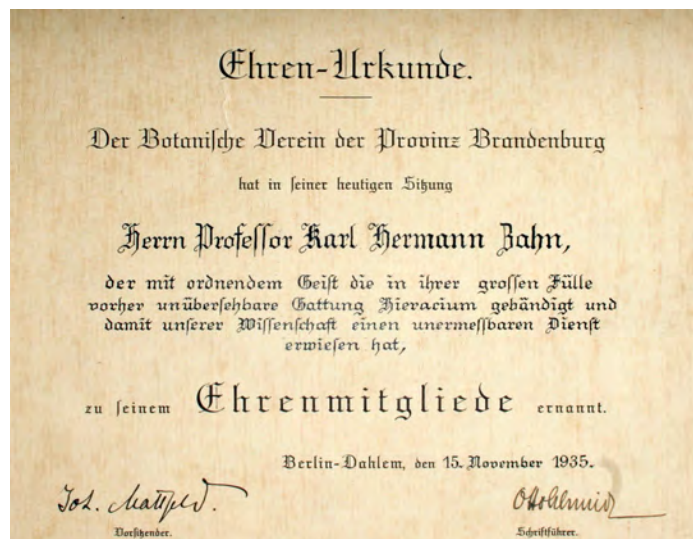 Ehren-Urkunde.
Der Botaniſche Verein der Provinz Brandenburg
hat in ſeiner heutigen Sitzung
Herrn Profeſſor Karl Hermann Zahn,
der mit ordnendem Geiſt die in ihrer groſſen Fülle
vorher unüberſehbare Gattung Hieracium gebändigt und
damit unſerer Wiſſenſchaft einen unermeſſbaren Dienſt
erwieſen hat,
zu ſeinem Ehrenmitgliede ernannt.
Berlin-Dahlem, den 15. November 1935.
Joh. Mattfeld.
Vorſitzender. Schriftführer.